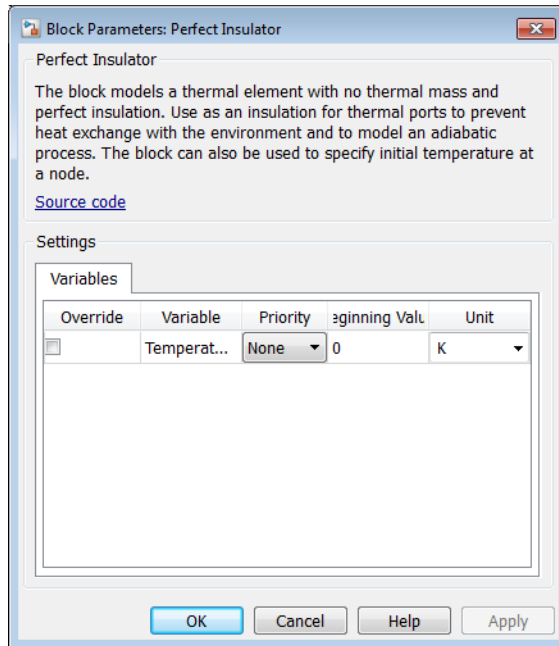 Block Parameters: Perfect Insulator
Perfect Insulator
The block models a thermal element with no thermal mass and
perfect insulation. Use as an insulation for thermal ports to prevent
heat exchange with the environment and to model an adiabatic
process. The block can also be used to specify initial temperature at
a node.
Source code
Settings
Variables
Override Variable Priority eginning Valu Unit
Temperat... None 0 K
OK Cancel Help Apply